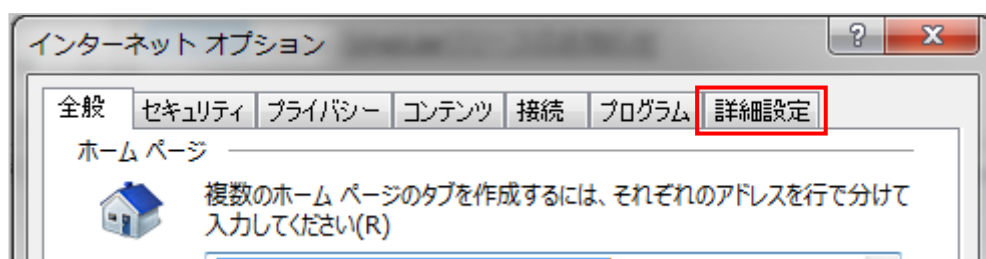 インターネット オプション
全般 セキュリティ プライバシー コンテンツ 接続 プログラム 詳細設定
ホーム ページ
複数のホーム ページのタブを作成するには、それぞれのアドレスを行で分けて
入力してください(R)